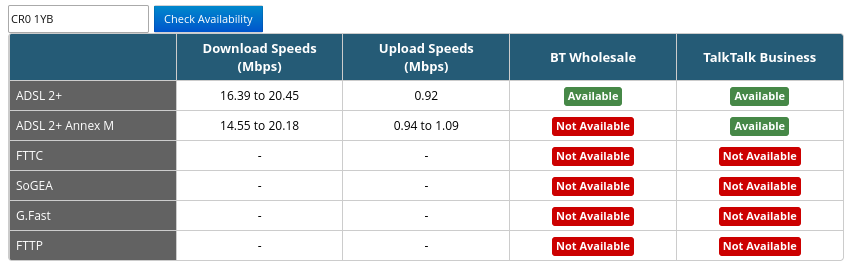 CR0 1YB Check Availability
Download Speeds (Mbps) Upload Speeds (Mbps) BT Wholesale TalkTalk Business
ADSL 2+ 16.39 to 20.45 0.92 Available Available
ADSL 2+ Annex M 14.55 to 20.18 0.94 to 1.09 Not Available Available
FTTC - - Not Available Not Available
SoGEA - - Not Available Not Available
G.Fast - - Not Available Not Available
FTTP - - Not Available Not Available